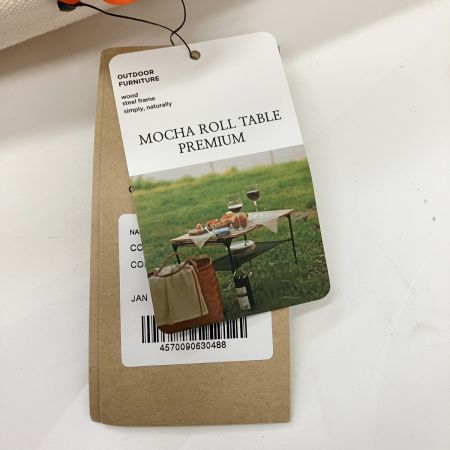 OUTDOOR
FURNITURE
wood
steel frame
simply, naturally
MOCHA ROLL TABLE
PREMIUM
NA
CO
CO
JAN
4570090630488